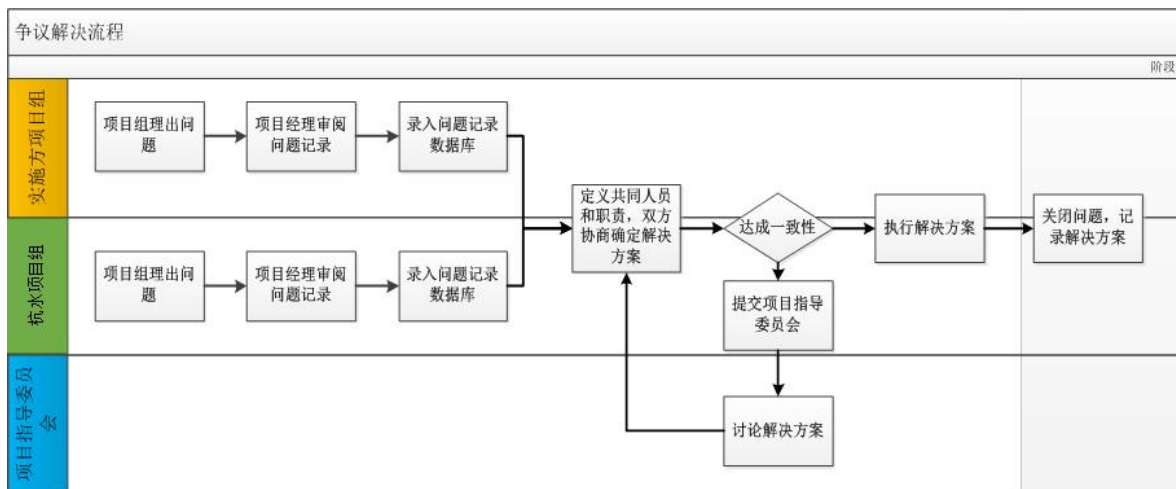 争议解决流程
阶段
实施方项目组
项目组理出问
题
项目经理审阅
问题记录
录入问题记录
数据库
定义共同人员
和职责，双方
协商确定解决
方案
达成一致性
执行解决方案
关闭问题，记
录解决方案
杭水项目组
项目组理出问
题
项目经理审阅
问题记录
录入问题记录
数据库
提交项目指导
委员会
项目指导委员
会
讨论解决方案